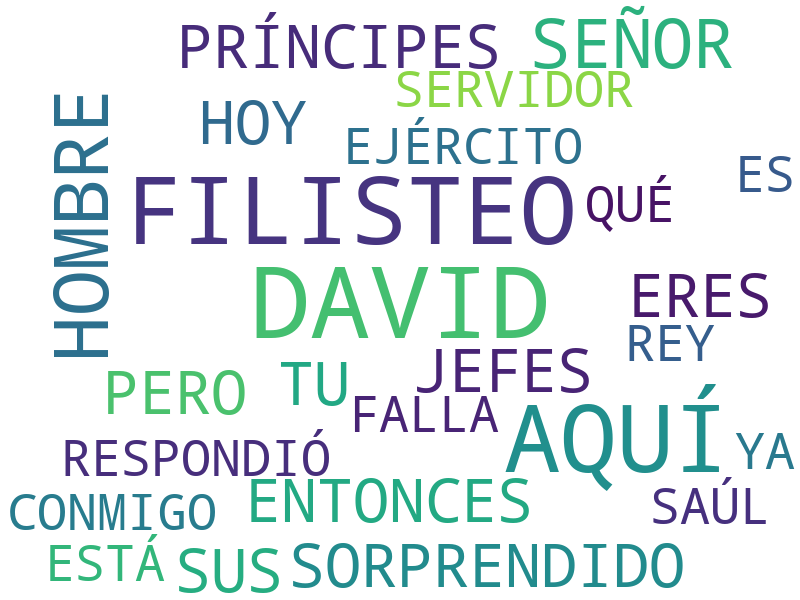 PRÍNCIPES SEÑOR
SERVIDOR
HOY
EJÉRCITO
HOMBRE
ES
FILISTEO QUÉ
DAVID
ERES
REY
JEFES
PERO TU
FALLA
AQUÍ
RESPONDIÓ
YA
CONMIGO ENTONCES SAÚL
ESTÁ SUS SORPRENDIDO